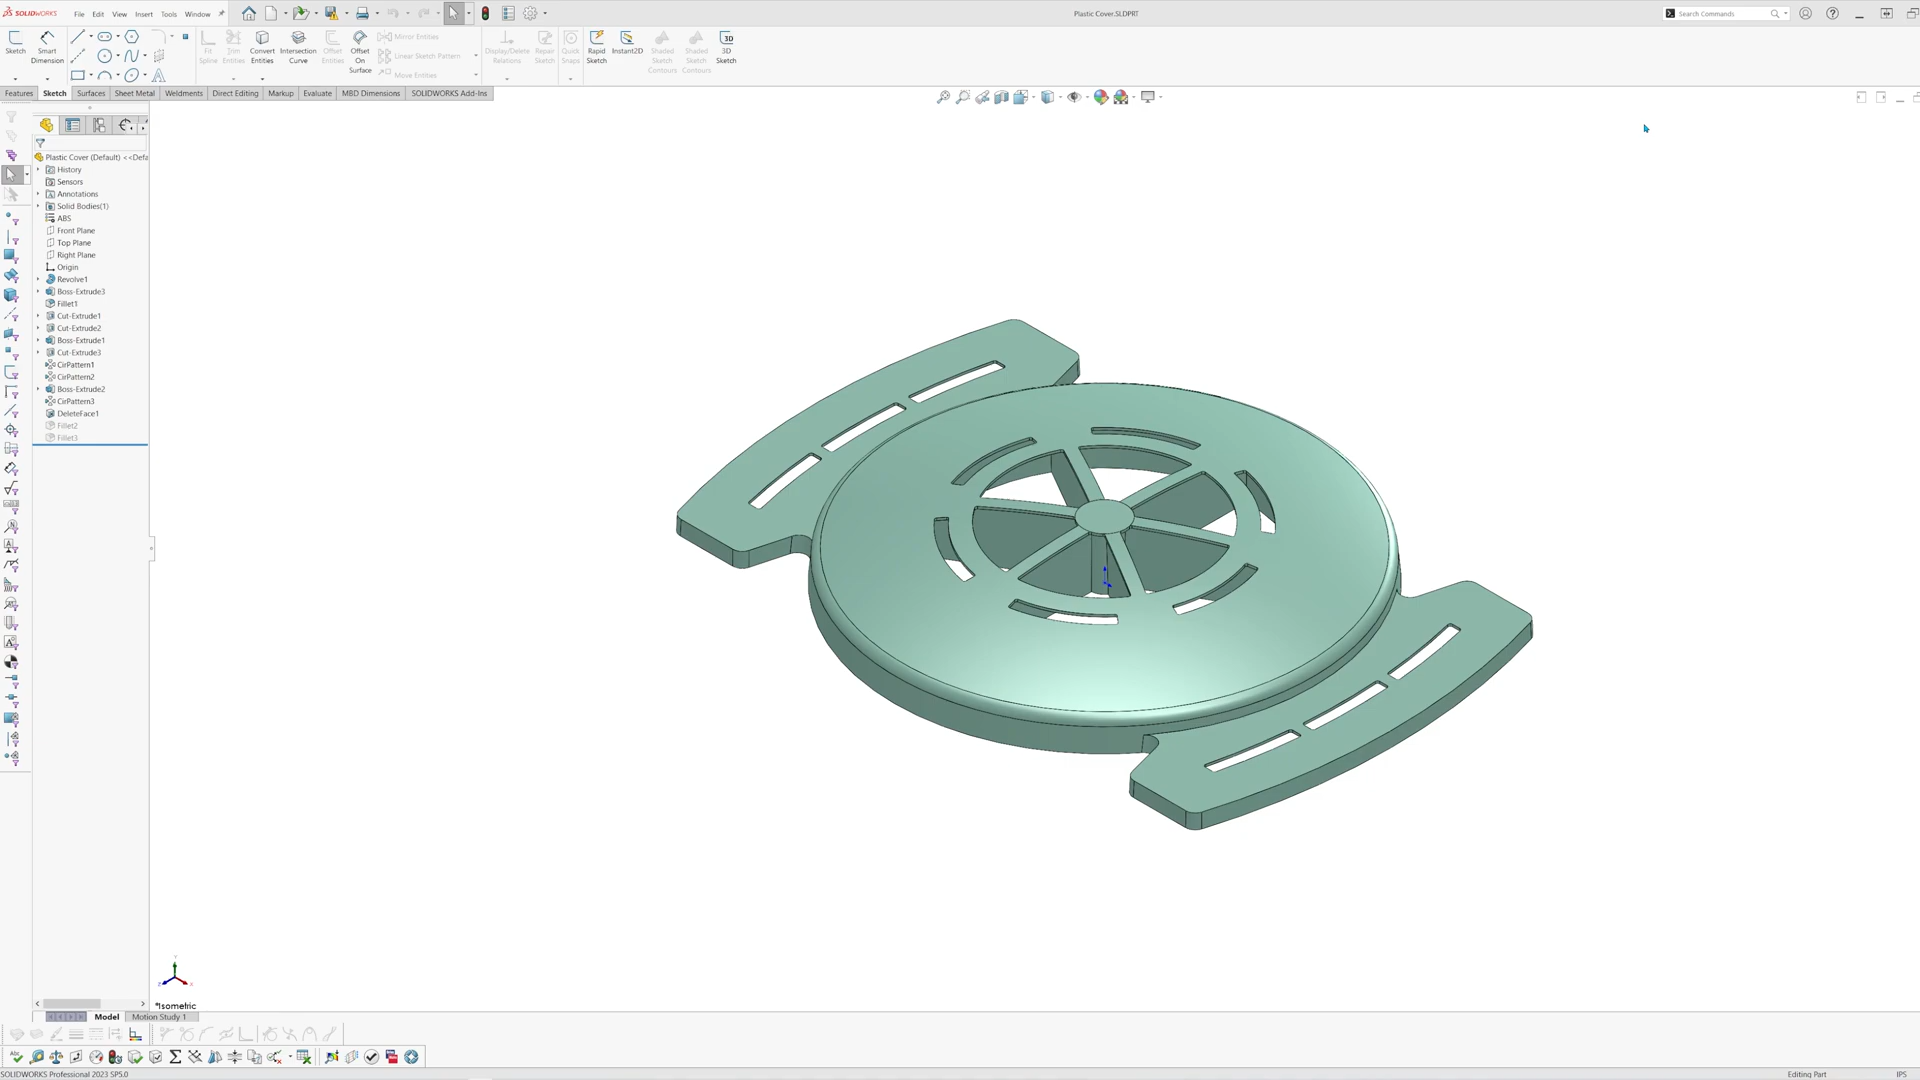 SOLIDWORKS File Edit View Insert Tools Window
Plastic Cover.SLDPRT
Search Commands
Sketch
Smart Dimension
Fit Spline
Trim Entities
Convert Entities
Intersection Curve
Offset Entities
Offset On Surface
Mirror Entities
Linear Sketch Pattern
Move Entities
Display/Delete Relations
Repair Sketch
Quick Snaps
Rapid Sketch
Instant2D
Shaded Sketch Contours
Shaded Sketch Contours
3D
3D Sketch
Features Sketch Surfaces Sheet Metal Weldments Direct Editing Markup Evaluate MBD Dimensions SOLIDWORKS Add-Ins
Plastic Cover (Default) <<Defa
History
Sensors
Annotations
Solid Bodies(1)
ABS
Front Plane
Top Plane
Right Plane
Origin
Revolve1
Boss-Extrude3
Fillet1
Cut-Extrude1
Cut-Extrude2
Boss-Extrude1
Cut-Extrude3
CirPattern1
CirPattern2
Boss-Extrude2
CirPattern3
DeleteFace1
Fillet2
Fillet3
*Isometric
Model Motion Study 1
SOLIDWORKS Professional 2023 SP5.0
Editing Part IPS